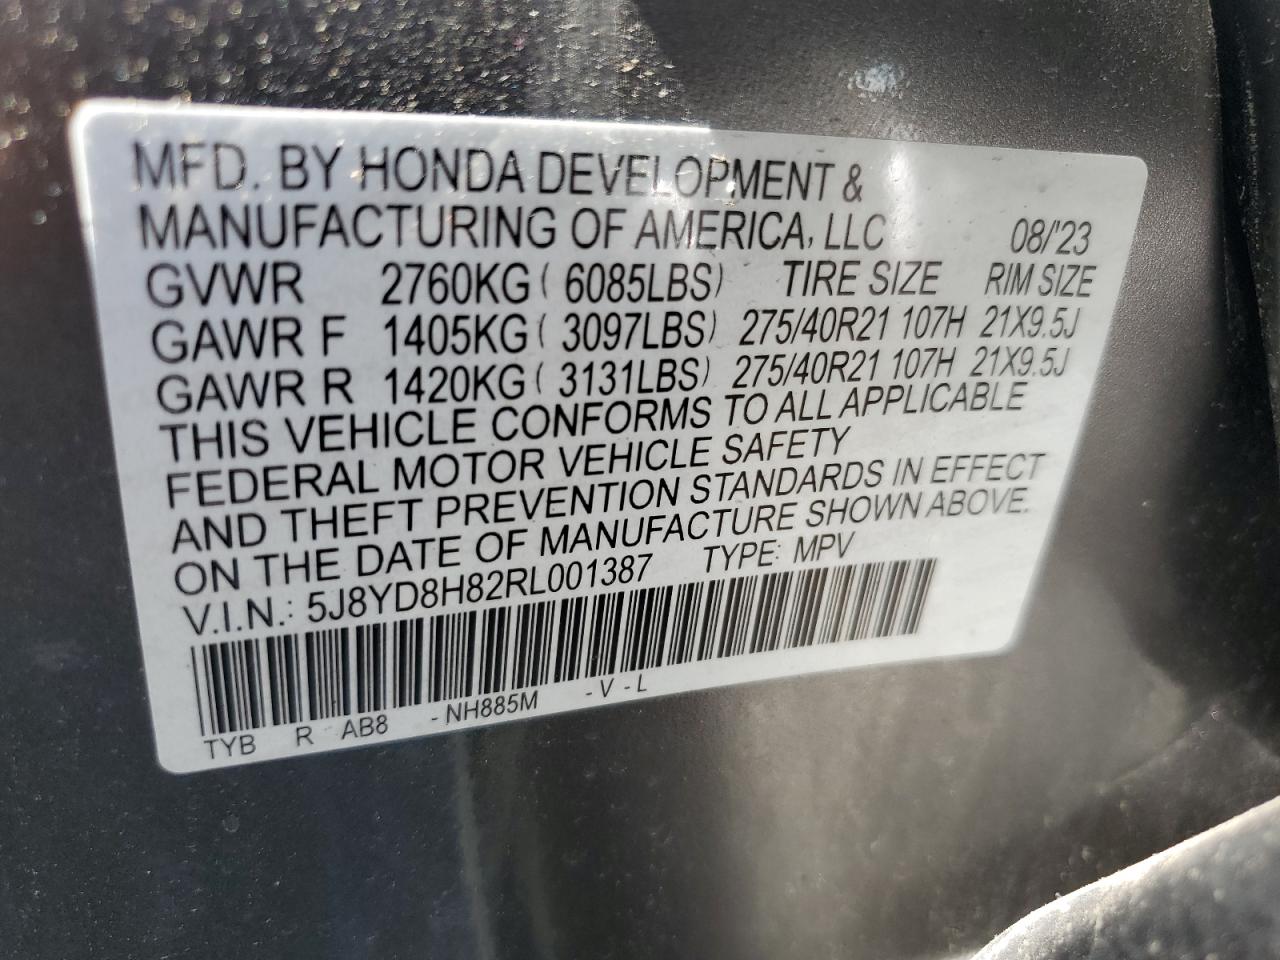 MFD. BY HONDA DEVELOPMENT &
MANUFACTURING OF AMERICA, LLC 08/'23
GVWR 2760KG ( 6085LBS) TIRE SIZE RIM SIZE
GAWR F 1405KG ( 3097LBS) 275/40R21 107H 21X9.5J
GAWR R 1420KG ( 3131LBS) 275/40R21 107H 21X9.5J
THIS VEHICLE CONFORMS TO ALL APPLICABLE
FEDERAL MOTOR VEHICLE SAFETY
AND THEFT PREVENTION STANDARDS IN EFFECT
ON THE DATE OF MANUFACTURE SHOWN ABOVE.
V.I.N.: 5J8YD8H82RL001387 TYPE: MPV
TYB R AB8 - NH885M - V - L